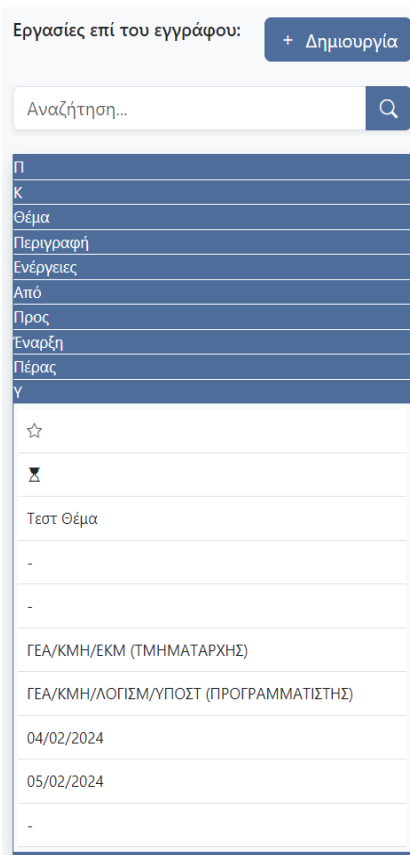 Εργασίες επί του εγγράφου:
+ Δημιουργία
Αναζήτηση...
Π
Κ
Θέμα
Περιγραφή
Ενέργειες
Από
Προς
Έναρξη
Πέρας
Υ
Τεστ Θέμα
-
-
ΓΕΑ/ΚΜΗ/ΕΚΜ (ΤΜΗΜΑΤΑΡΧΗΣ)
ΓΕΑ/ΚΜΗ/ΛΟΓΙΣΜ/ΥΠΟΣΤ (ΠΡΟΓΡΑΜΜΑΤΙΣΤΗΣ)
04/02/2024
05/02/2024
-